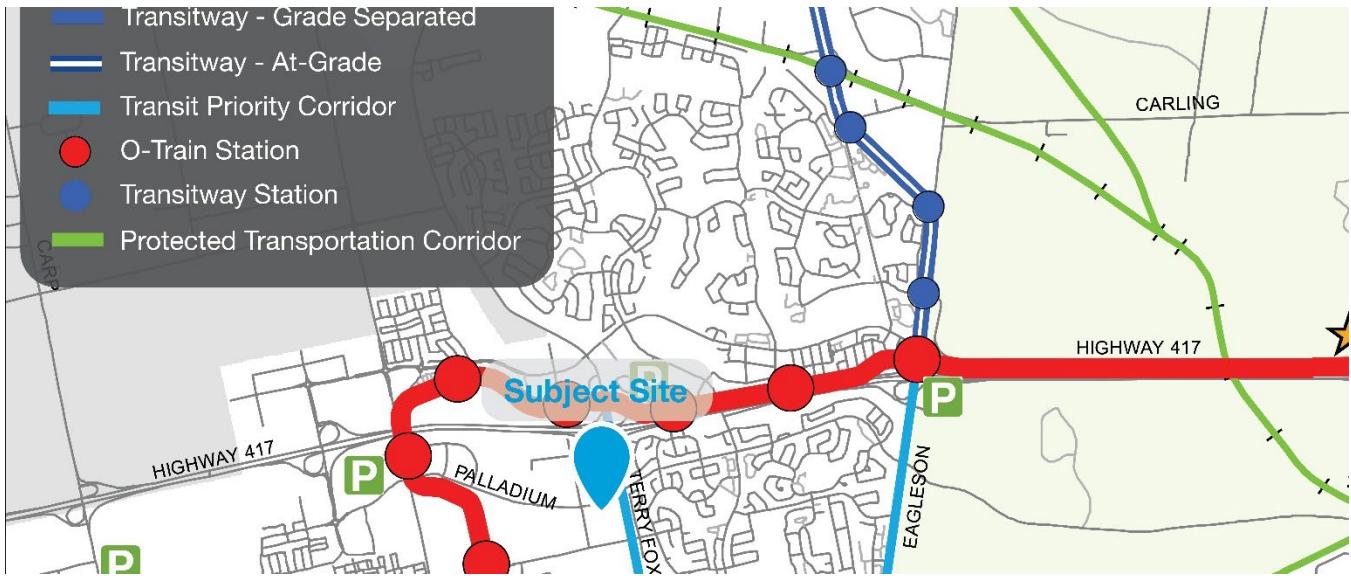 Transitway - Grade Separated
Transitway - At-Grade
Transit Priority Corridor
O-Train Station
Transitway Station
Protected Transportation Corridor
CARP
CARLING
HIGHWAY 417
P
Subject Site
P
HIGHWAY 417
P
PALLADIUM
TERRY FOX
EAGLESON
P